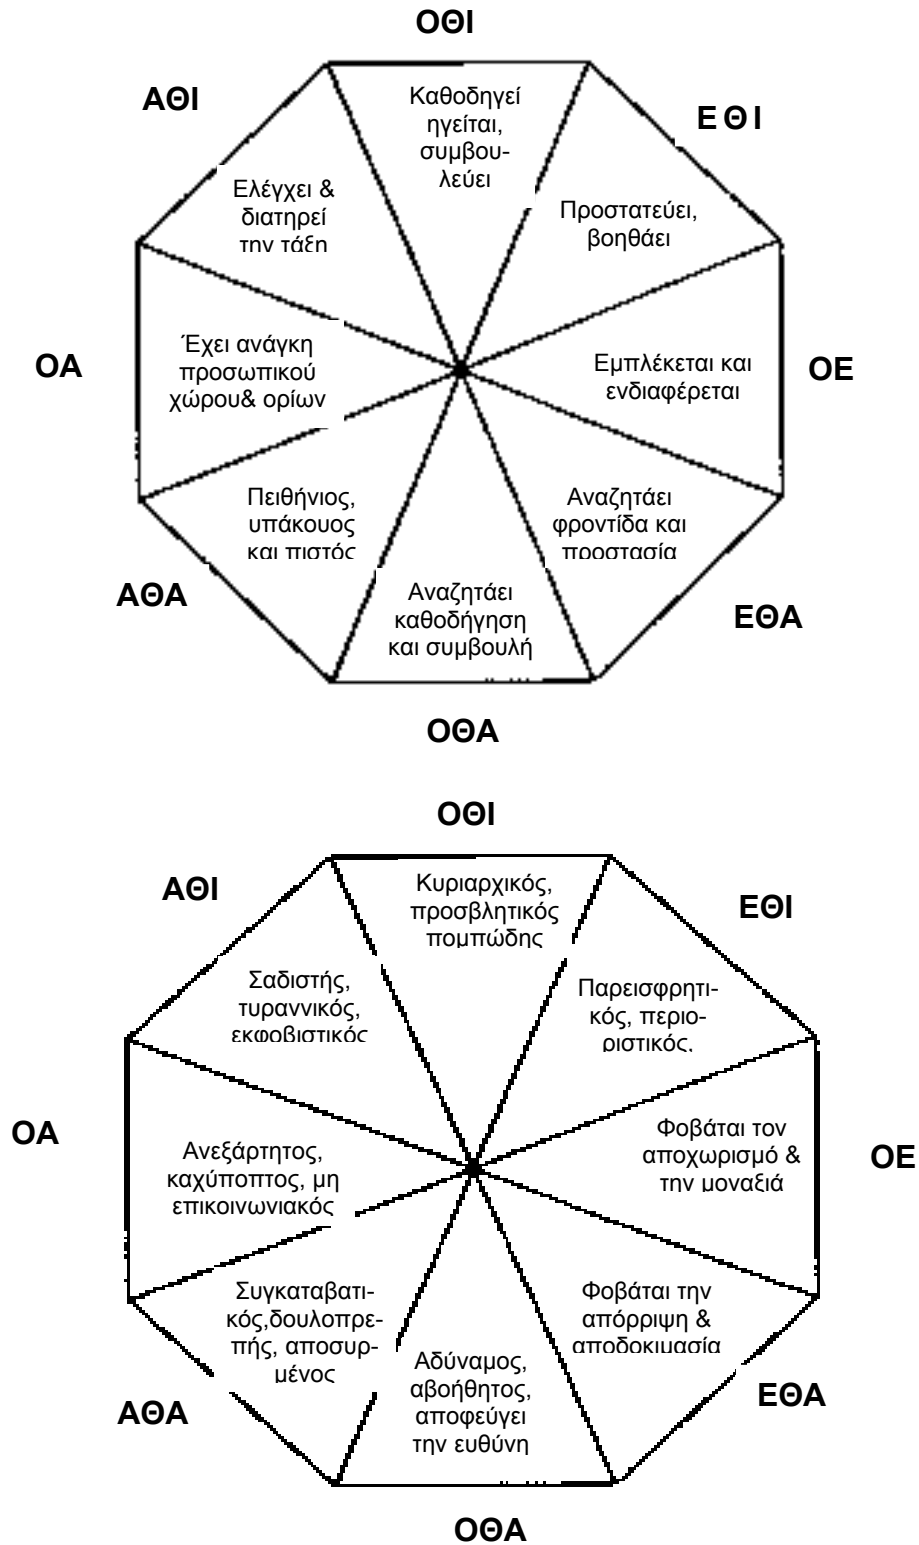 ΟΘΙ
ΑΘΙ
Ε Θ Ι
Καθοδηγεί
ηγείται,
συμβου-
λεύει
Ελέγχει &
διατηρεί
την τάξη
Προστατεύει,
βοηθάει
ΟΑ
Έχει ανάγκη
προσωπικού
χώρου& ορίων
Εμπλέκεται και
ενδιαφέρεται
ΟΕ
Πειθήνιος,
υπάκουος
και πιστός
Αναζητάει
φροντίδα και
προστασία
ΑΘΑ
Αναζητάει
καθοδήγηση
και συμβουλή
ΕΘΑ
ΟΘΑ
ΟΘΙ
ΑΘΙ
ΕΘΙ
Κυριαρχικός,
προσβλητικός
πομπώδης
Σαδιστής,
τυραννικός,
εκφοβιστικός
Παρεισφρητι-
κός, περιο-
ριστικός,
ΟΑ
Ανεξάρτητος,
καχύποπτος, μη
επικοινωνιακός
Φοβάται τον
αποχωρισμό &
την μοναξιά
ΟΕ
Συγκαταβατι-
κός,δουλοπρε-
πής, αποσυρ-
μένος
Φοβάται την
απόρριψη &
αποδοκιμασία
ΑΘΑ
Αδύναμος,
αβοήθητος,
αποφεύγει
την ευθύνη
ΕΘΑ
ΟΘΑ